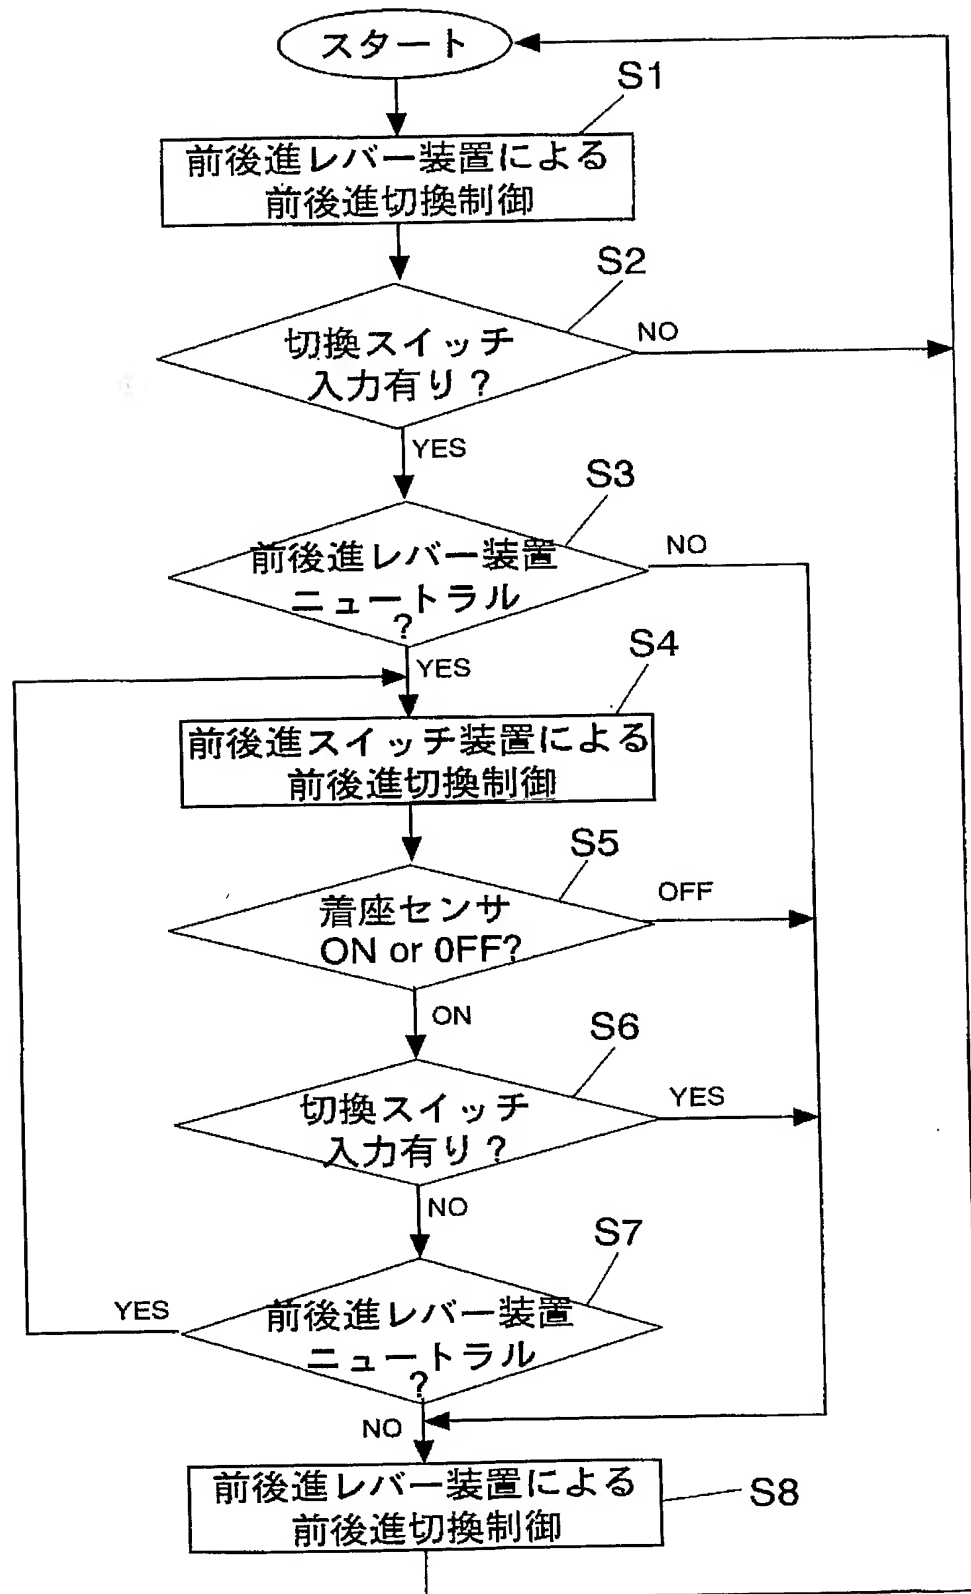 スタート
S1
前後進レバー装置による
前後進切換制御
S2
切換スイッチ
入力有り？
NO
YES
S3
前後進レバー装置
ニュートラル
?
NO
YES
S4
前後進スイッチ装置による
前後進切換制御
S5
着座センサ
ON or 0FF?
OFF
ON
S6
切換スイッチ
入力有り？
YES
NO
S7
前後進レバー装置
ニュートラル
?
YES
NO
前後進レバー装置による
前後進切換制御
S8